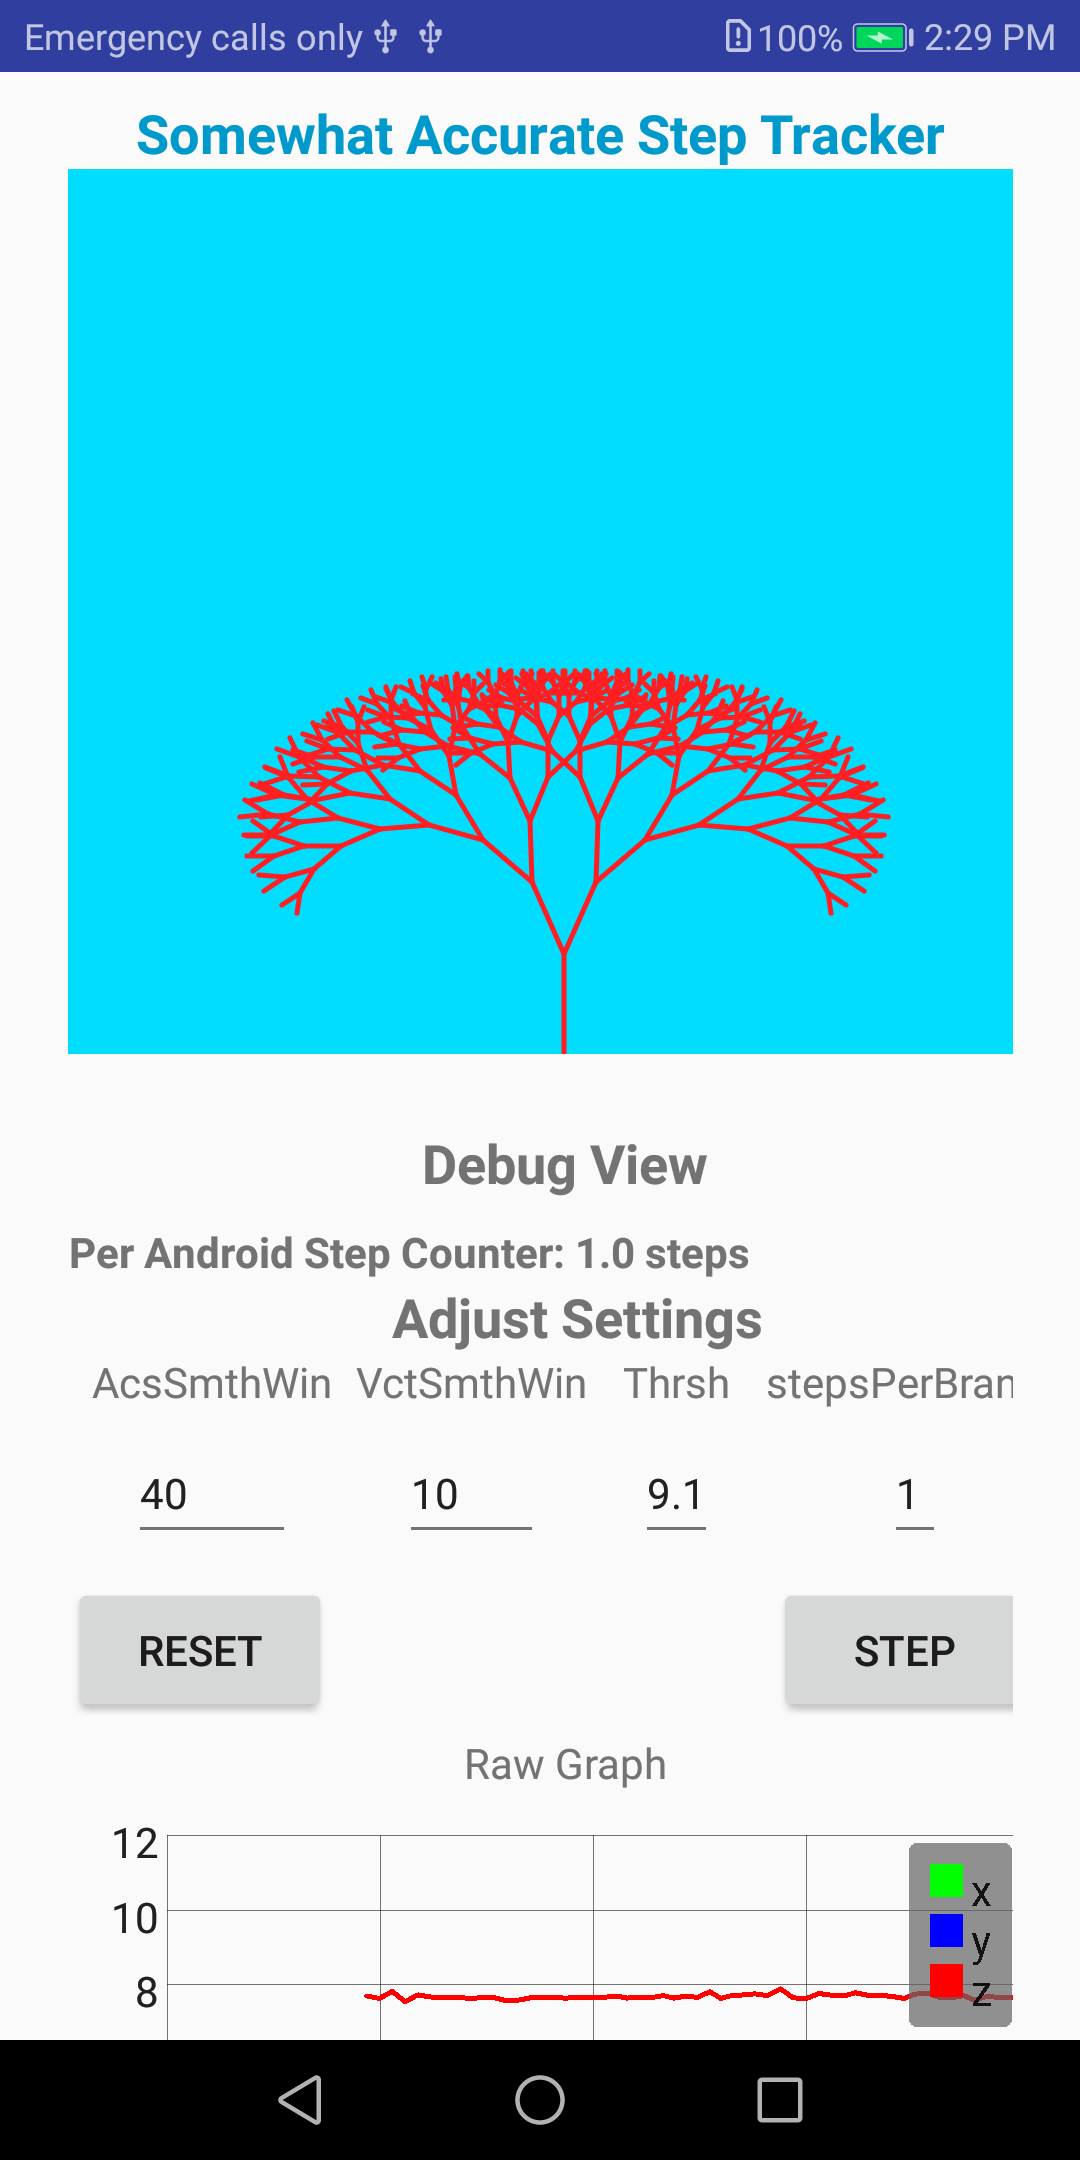 Emergency calls only 100% 2:29 PM
Somewhat Accurate Step Tracker
Debug View
Per Android Step Counter: 1.0 steps
Adjust Settings
AcsSmthWin VctSmthWin Thrsh stepsPerBran
40 10 9.1 1
RESET STEP
Raw Graph
12
x
10
y
8
z